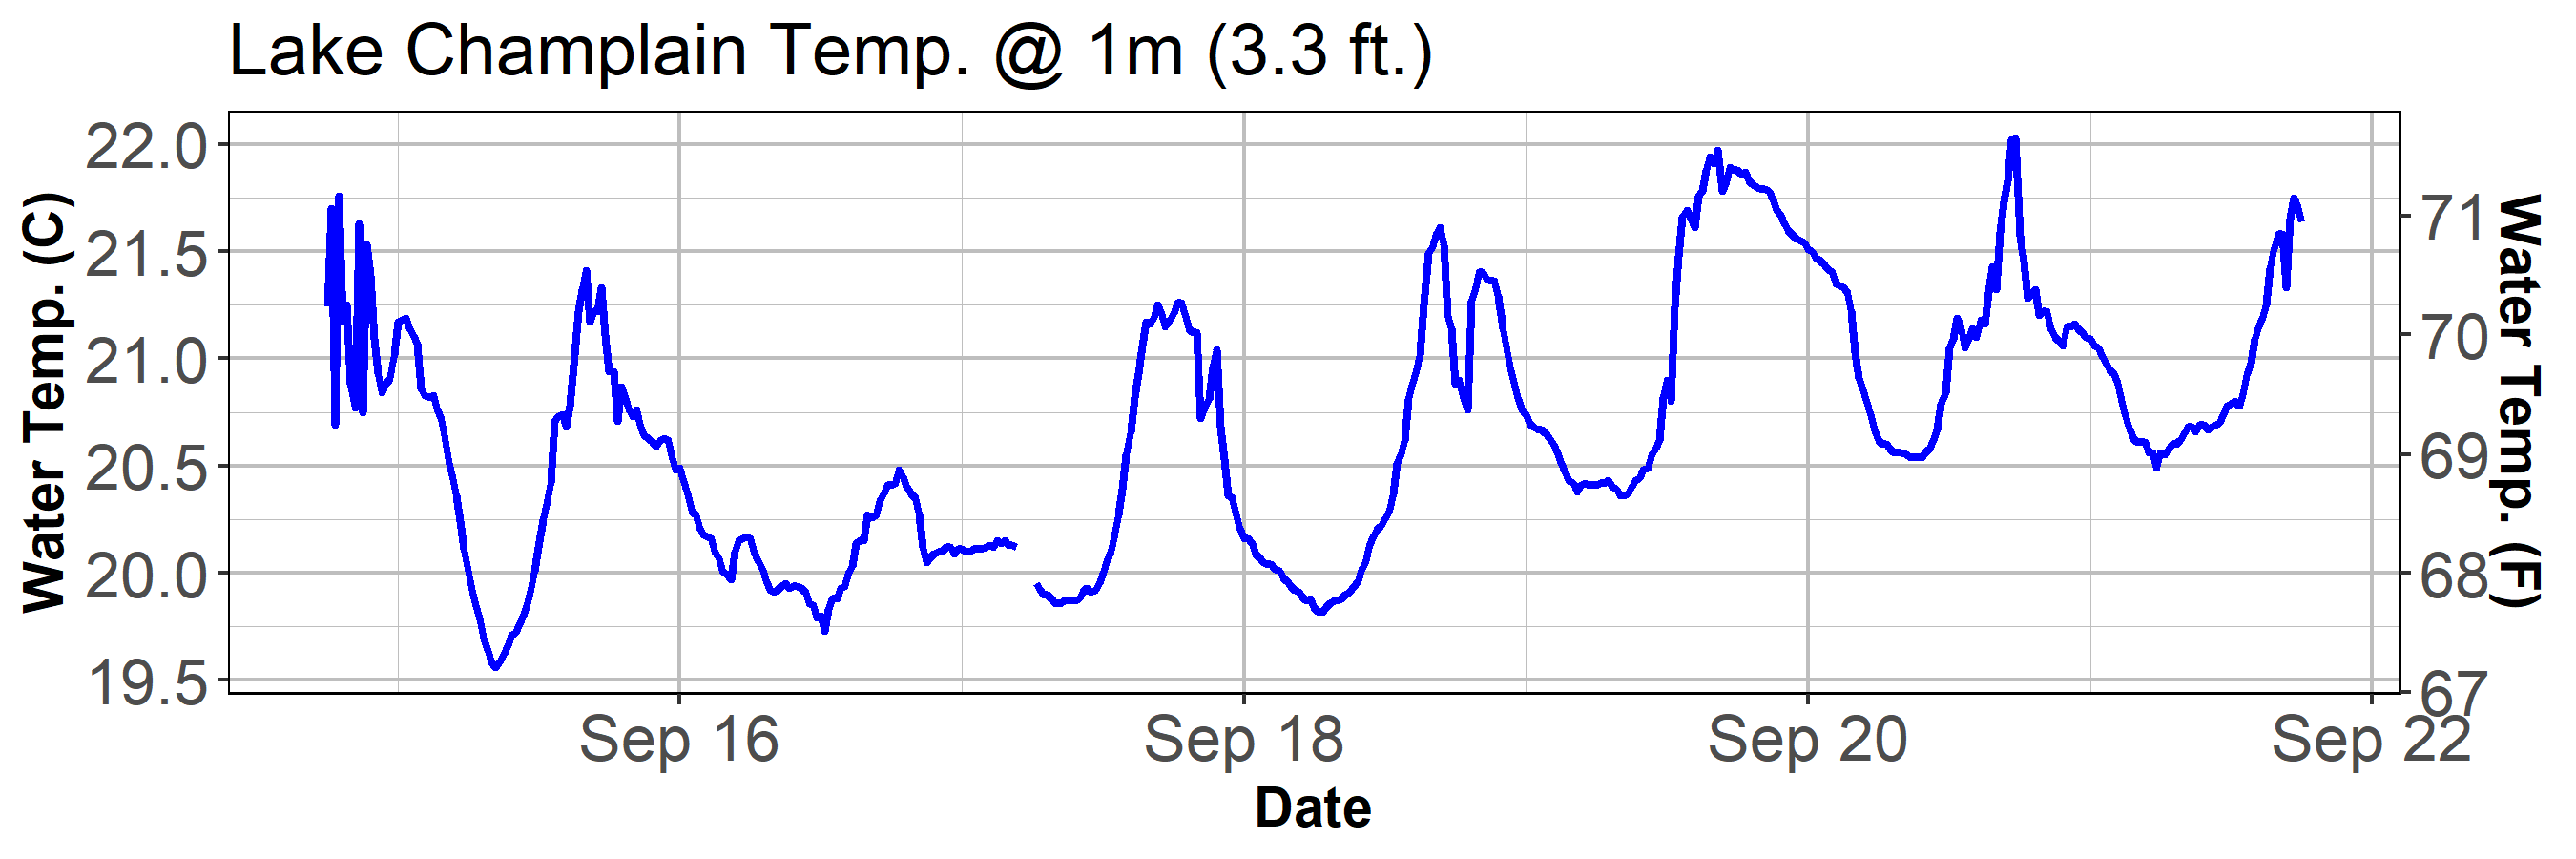 Lake Champlain Temp. @ 1m (3.3 ft.)
Water Temp. (C)
22.0
21.5
21.0
20.5
20.0
19.5
71
70
69
68
67
Water Temp. (F)
Sep 16 Sep 18 Sep 20 Sep 22
Date